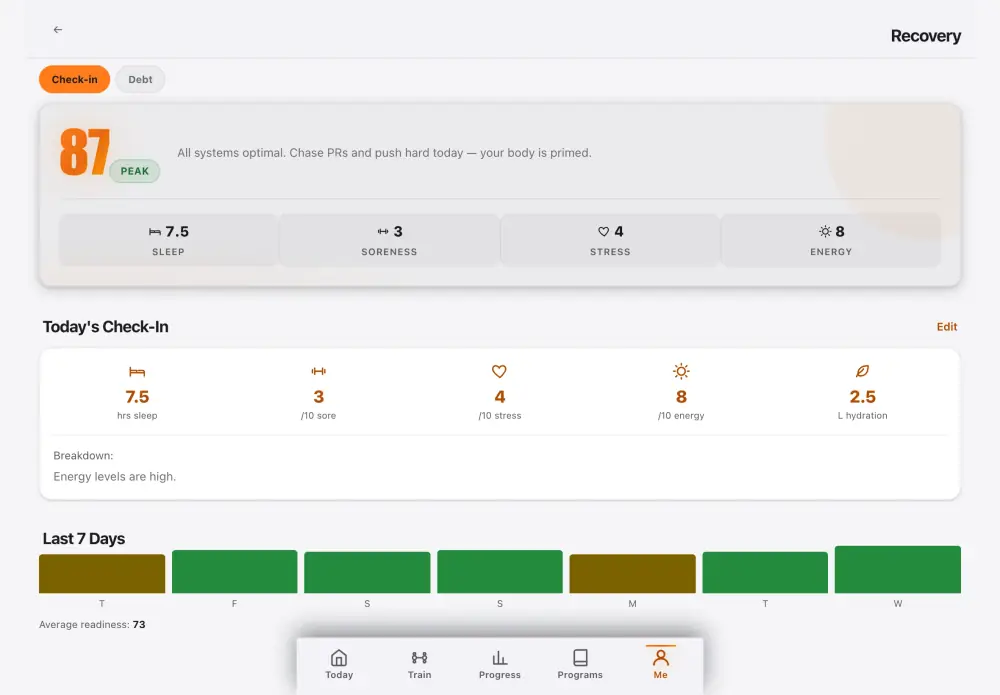 Recovery
Check-in
Debt
87
PEAK
All systems optimal. Chase PRs and push hard today — your body is primed.
7.5
SLEEP
3
SORENESS
4
STRESS
8
ENERGY
Today's Check-In
Edit
7.5
hrs sleep
3
/10 sore
4
/10 stress
8
/10 energy
2.5
L hydration
Breakdown:
Energy levels are high.
Last 7 Days
T
F
S
S
M
T
W
Average readiness: 73
Today
Train
Progress
Programs
Me